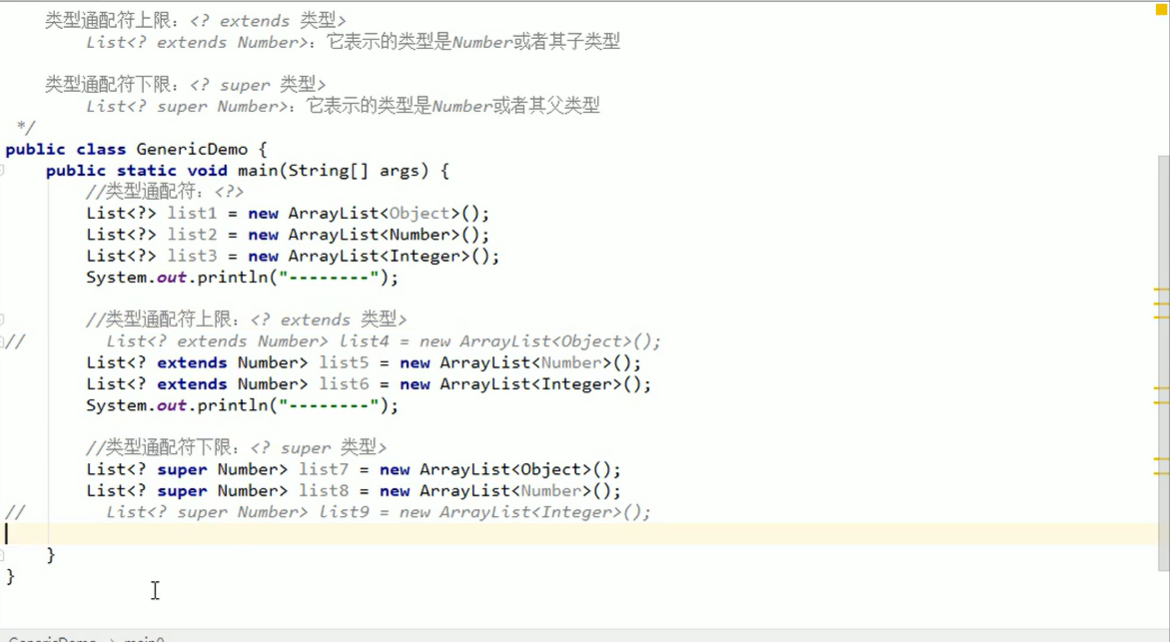 类型通配符上限：<? extends 类型>
List<? extends Number>：它表示的类型是Number或者其子类型
类型通配符下限：<? super 类型>
List<? super Number>：它表示的类型是Number或者其父类型
*/
public class GenericDemo {
public static void main(String[] args) {
//类型通配符：<?>
List<?> list1 = new ArrayList<Object>();
List<?> list2 = new ArrayList<Number>();
List<?> list3 = new ArrayList<Integer>();
System.out.println("--------");
//类型通配符上限：<? extends 类型>
// List<? extends Number> list4 = new ArrayList<Object>();
List<? extends Number> list5 = new ArrayList<Number>();
List<? extends Number> list6 = new ArrayList<Integer>();
System.out.println("--------");
//类型通配符下限：<? super 类型>
List<? super Number> list7 = new ArrayList<Object>();
List<? super Number> list8 = new ArrayList<Number>();
// List<? super Number> list9 = new ArrayList<Integer>();
}
}